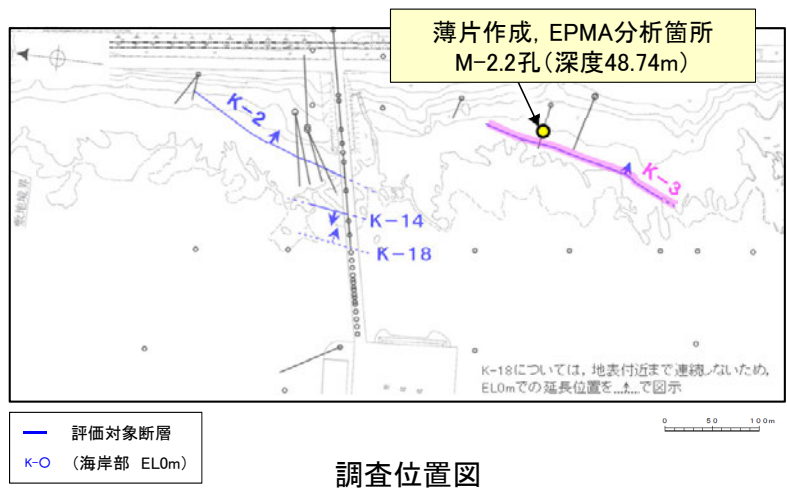 薄片作成, EPMA分析箇所
M-2.2孔(深度48.74m)
K-2
K-3
K-14
K-18
敷地境界
K-18については, 地表付近まで連続しないため,
EL0mでの延長位置を...↑...で図示
0 50 100m
評価対象断層
K-○ (海岸部 EL0m)
調査位置図